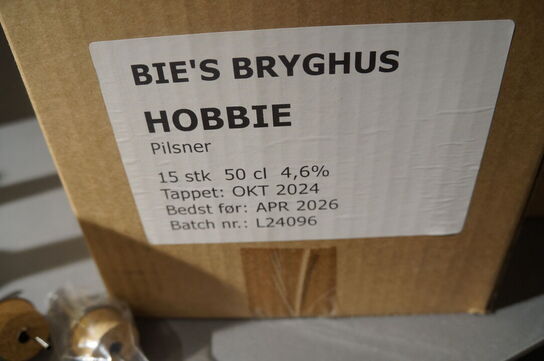 BIE'S BRYGHUS
HOBBIE
Pilsner
15 stk 50 cl 4,6%
Tappet: OKT 2024
Bedst før: APR 2026
Batch nr.: L24096